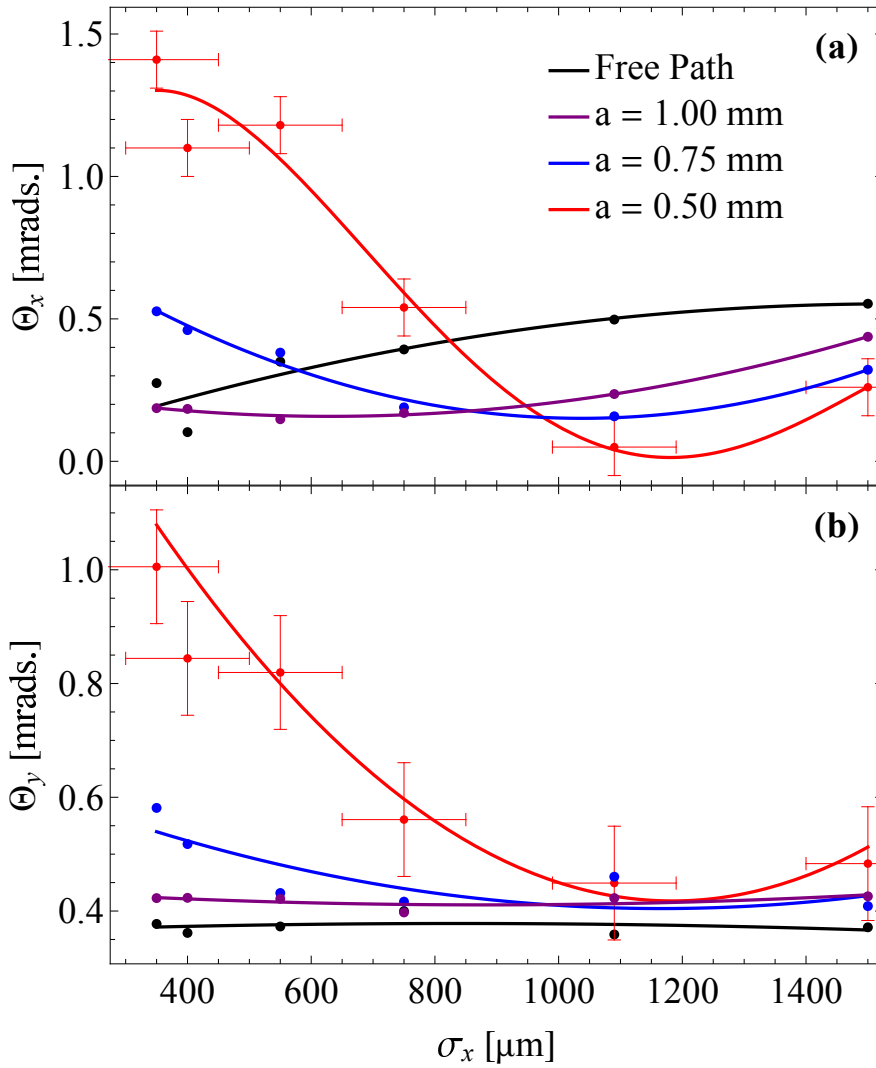 1.5
(a)
Free Path
a = 1.00 mm
1.0
a = 0.75 mm
a = 0.50 mm
Θx [mrads.]
0.5
0.0
(b)
1.0
0.8
Θy [mrads.]
0.6
0.4
400 600 800 1000 1200 1400
σx [μm]